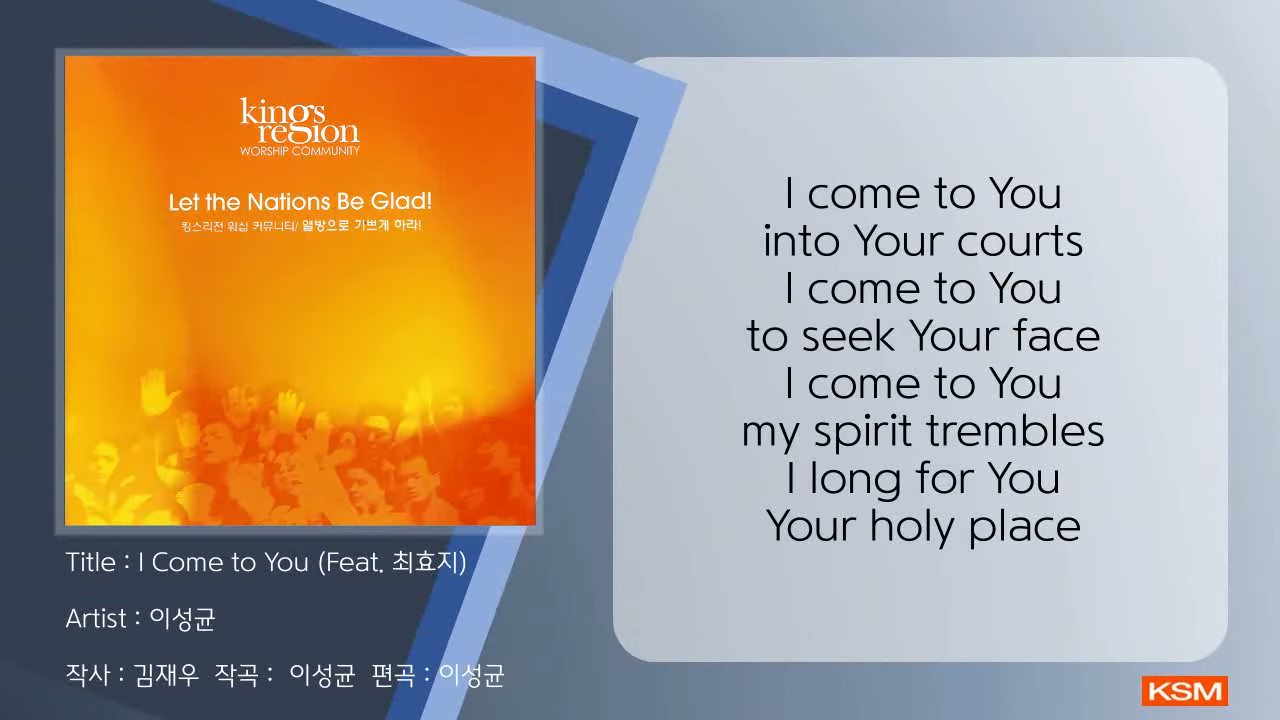 kings
region
WORSHIP COMMUNITY
Let the Nations Be Glad!
킹스리전 워십 커뮤니티/ 열방으로 기쁘게 하라!
Title : I Come to You (Feat. 최효지)
Artist : 이성균
작사 : 김재우 작곡 : 이성균 편곡 : 이성균
I come to You
into Your courts
I come to You
to seek Your face
I come to You
my spirit trembles
I long for You
Your holy place
KSM